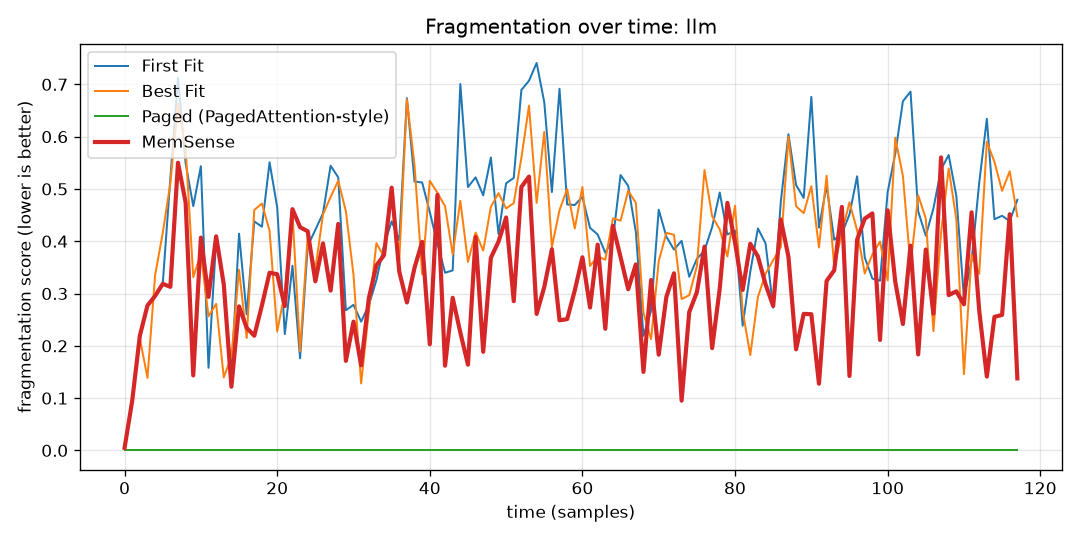 Fragmentation over time: llm
First Fit
Best Fit
Paged (PagedAttention-style)
MemSense
fragmentation score (lower is better)
0.7
0.6
0.5
0.4
0.3
0.2
0.1
0.0
0 20 40 60 80 100 120
time (samples)